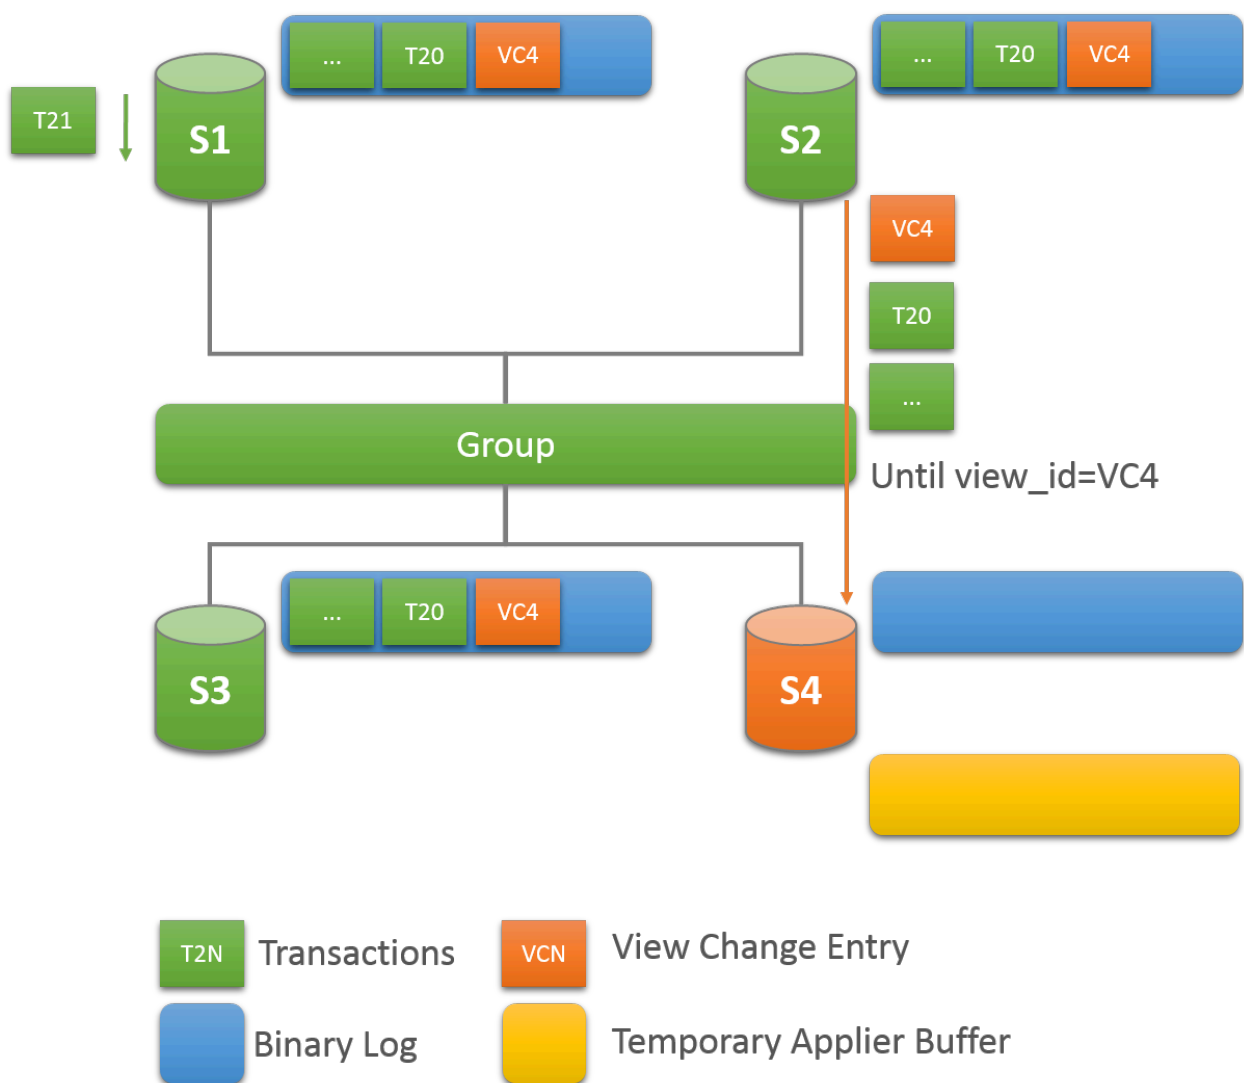 ... T20 VC4
... T20 VC4
T21
S1
S2
VC4
T20
...
Group
Until view_id=VC4
... T20 VC4
S3
S4
T2N Transactions
VCN View Change Entry
Binary Log
Temporary Applier Buffer